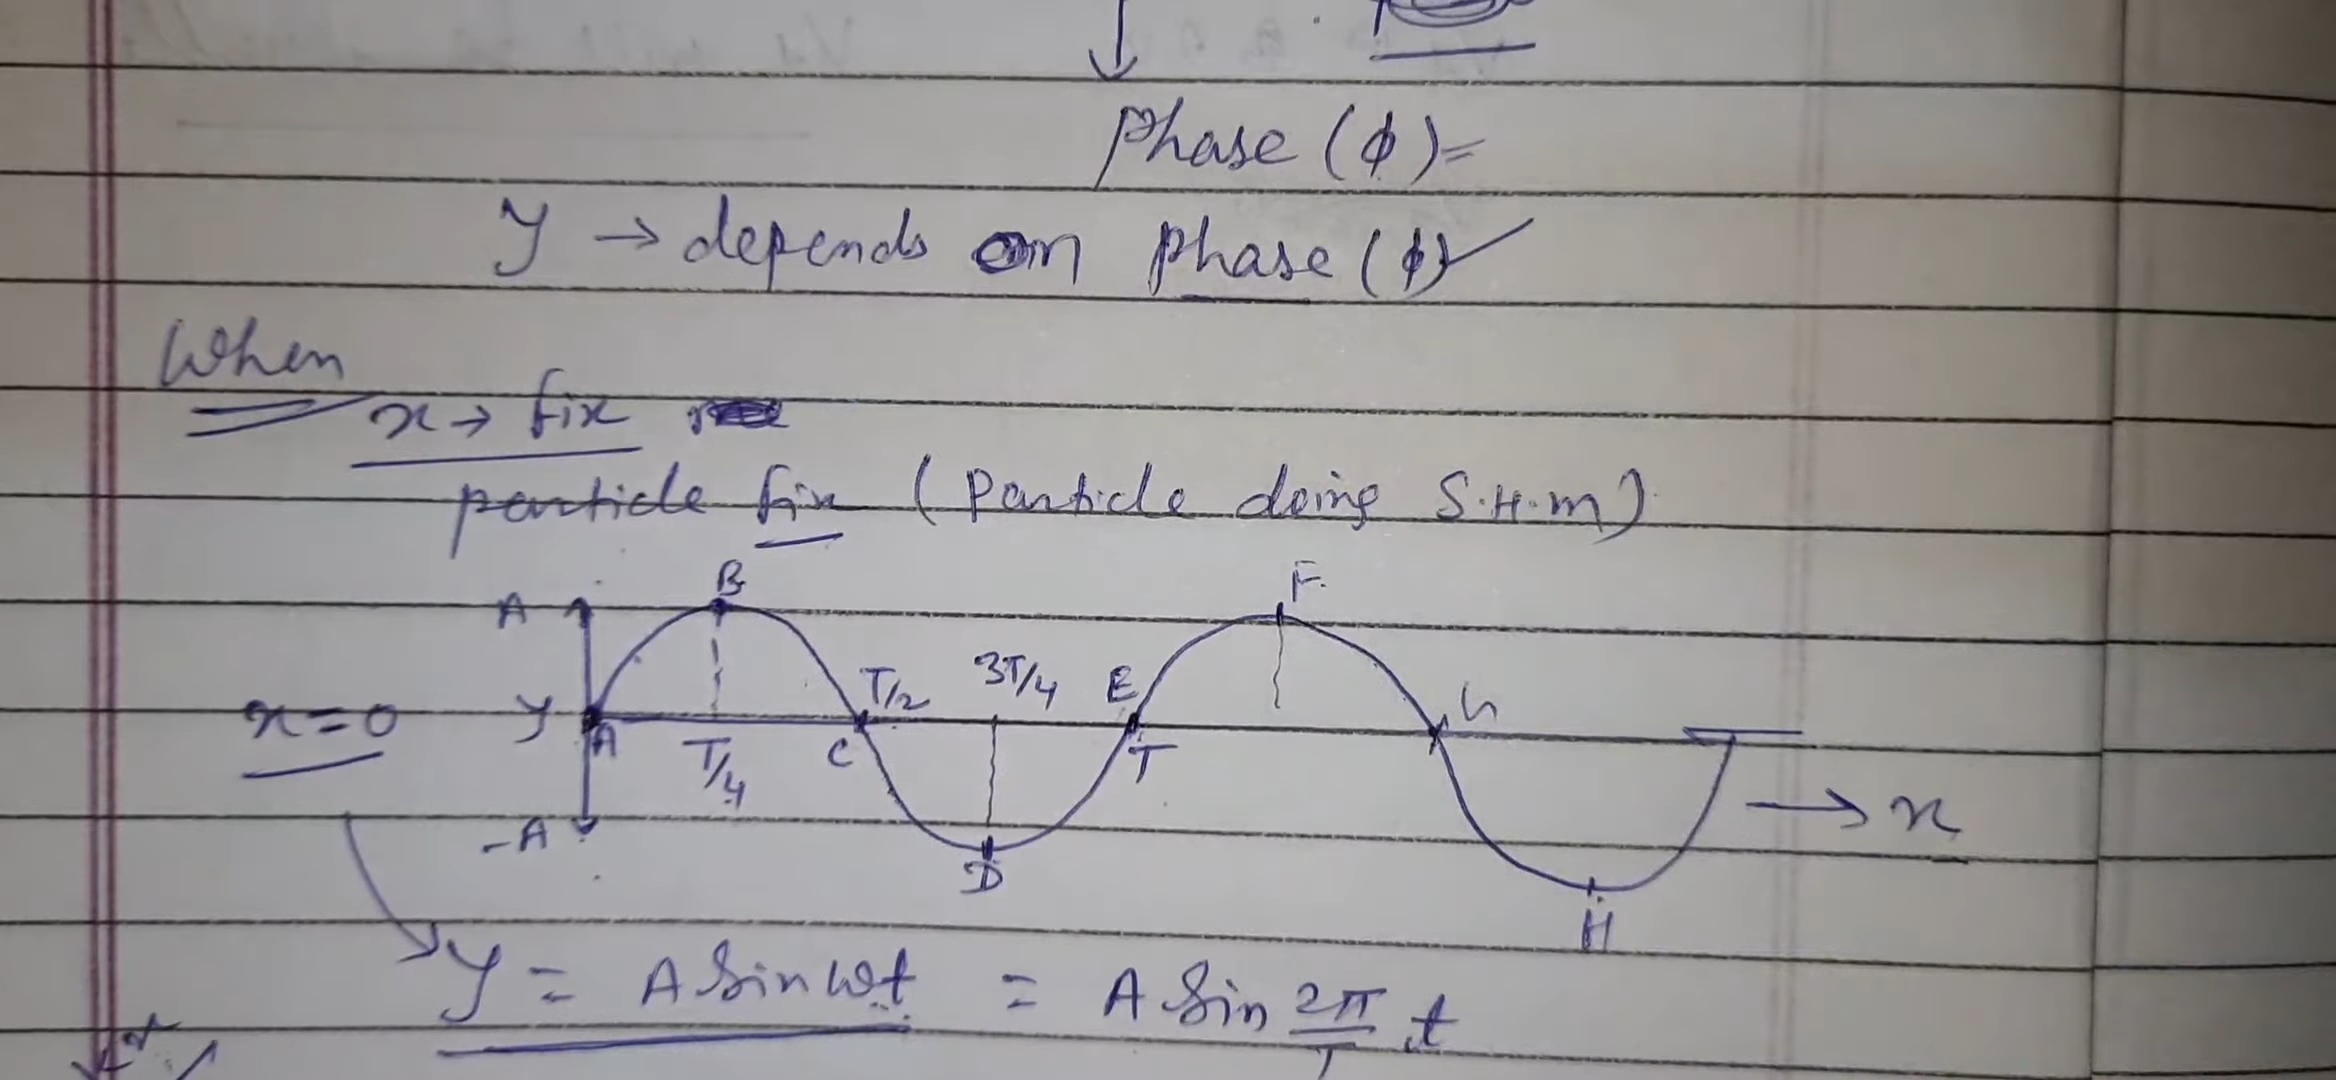 Phase (ϕ)=
y → depends on phase (ϕ)
When
x → fix
particle fix (Particle doing S.H.m)
B
F
A
T/2
3T/4
E
G
x=0
y
A
T/4
C
T
→ x
-A
D
H
y = A Sin ωt = A Sin 2π/T t